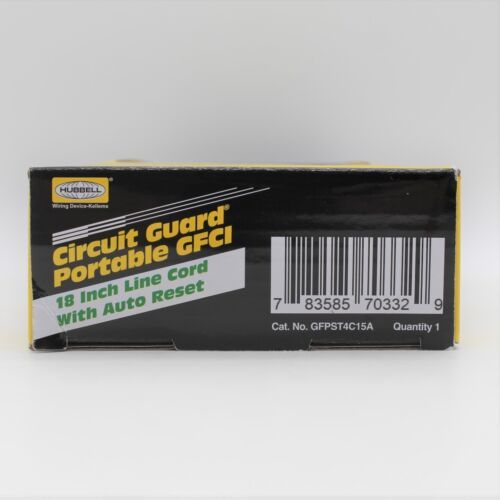 HUBBELL
Wiring Device-Kellems
Circuit Guard®
Portable GFCI
18 Inch Line Cord
With Auto Reset
7 83585 70332 9
Cat. No. GFPST4C15A Quantity 1